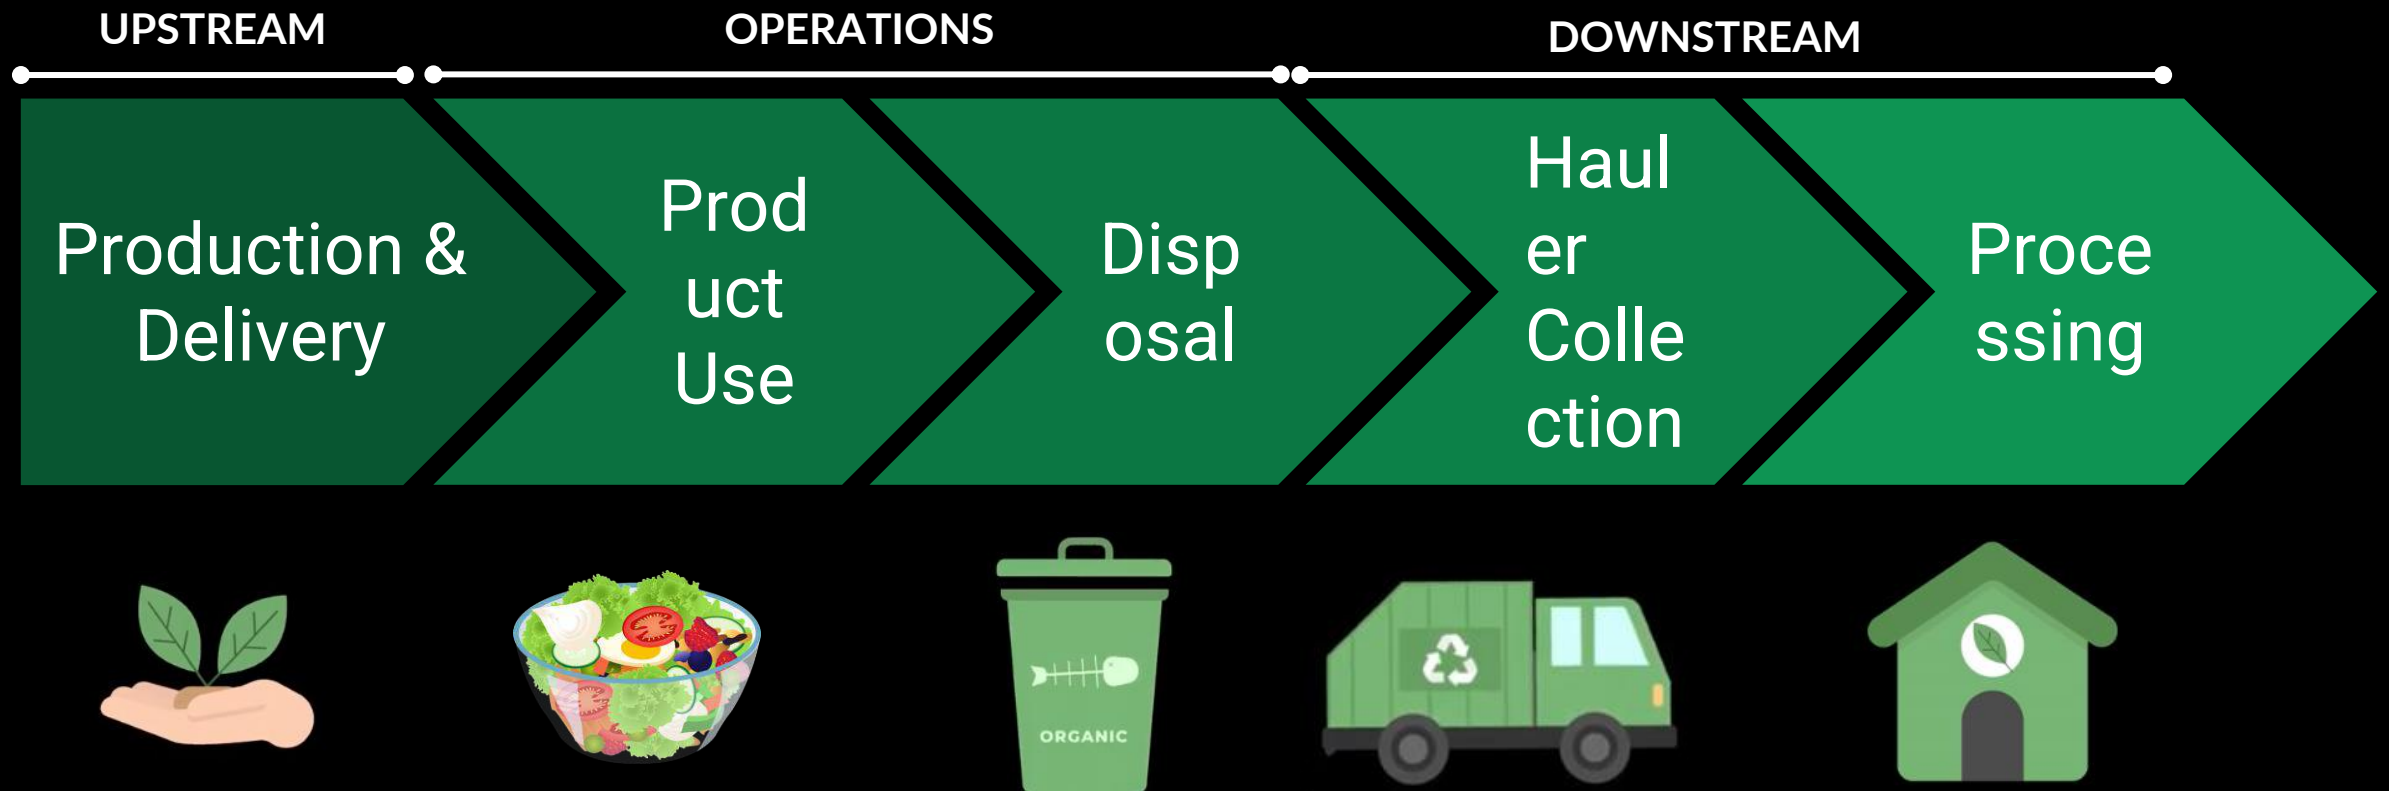 UPSTREAM
OPERATIONS
DOWNSTREAM
Production &
Delivery
Prod
uct
Use
Disp
osal
Haul
er
Colle
ction
Proce
ssing
ORGANIC